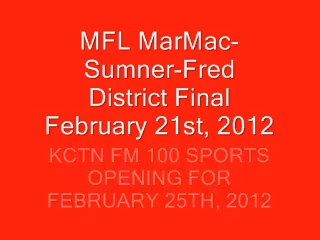 MFL MarMac-
Sumner-Fred
District Final
February 21st, 2012
KCTN FM 100 SPORTS
OPENING FOR
FEBRUARY 25TH, 2012